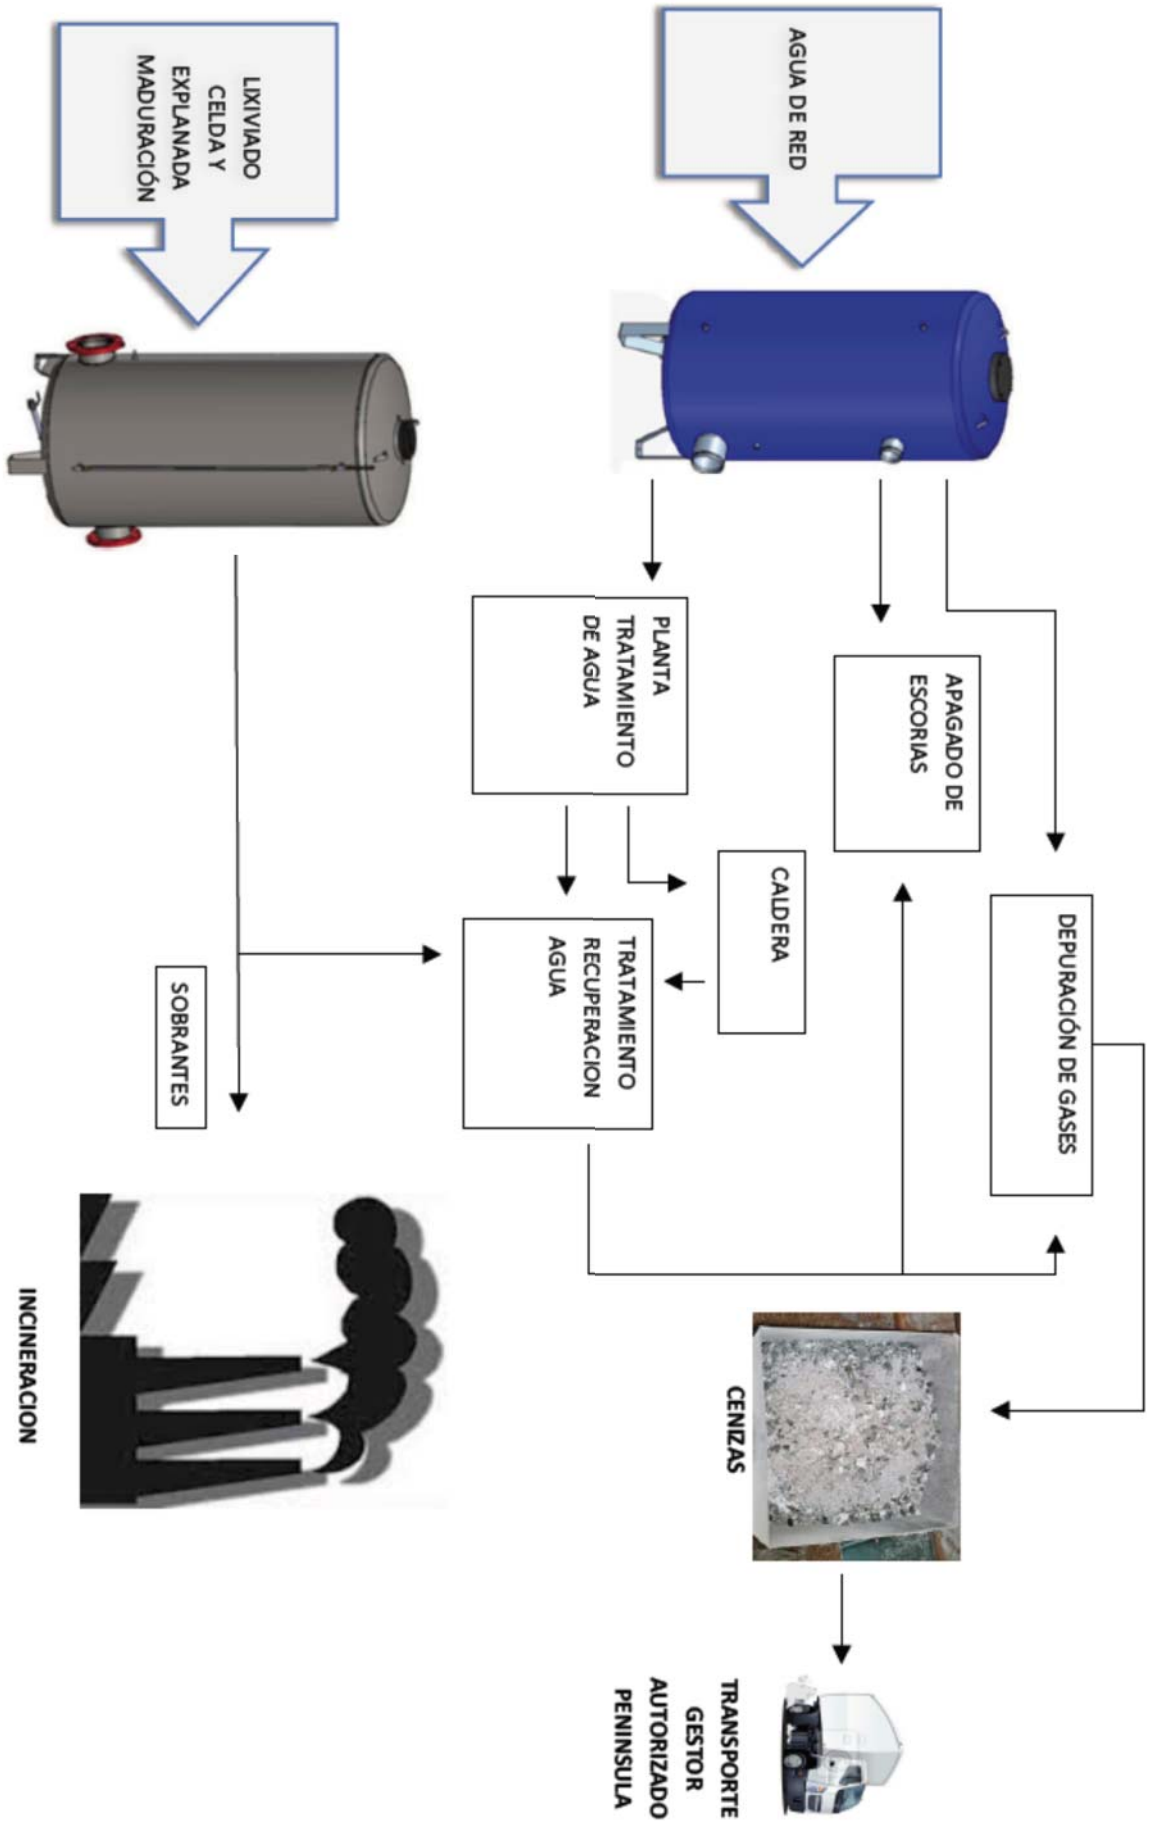 AGUA DE RED
DEPURACIÓN DE GASES
APAGADO DE
ESCORIAS
CALDERA
PLANTA
TRATAMIENTO
DE AGUA
TRATAMIENTO
RECUPERACION
AGUA
CENIZAS
TRANSPORTE
GESTOR
AUTORIZADO
PENINSULA
LIXIVIADO
CELDA Y
EXPLANADA
MADURACIÓN
SOBRANTES
INCINERACION